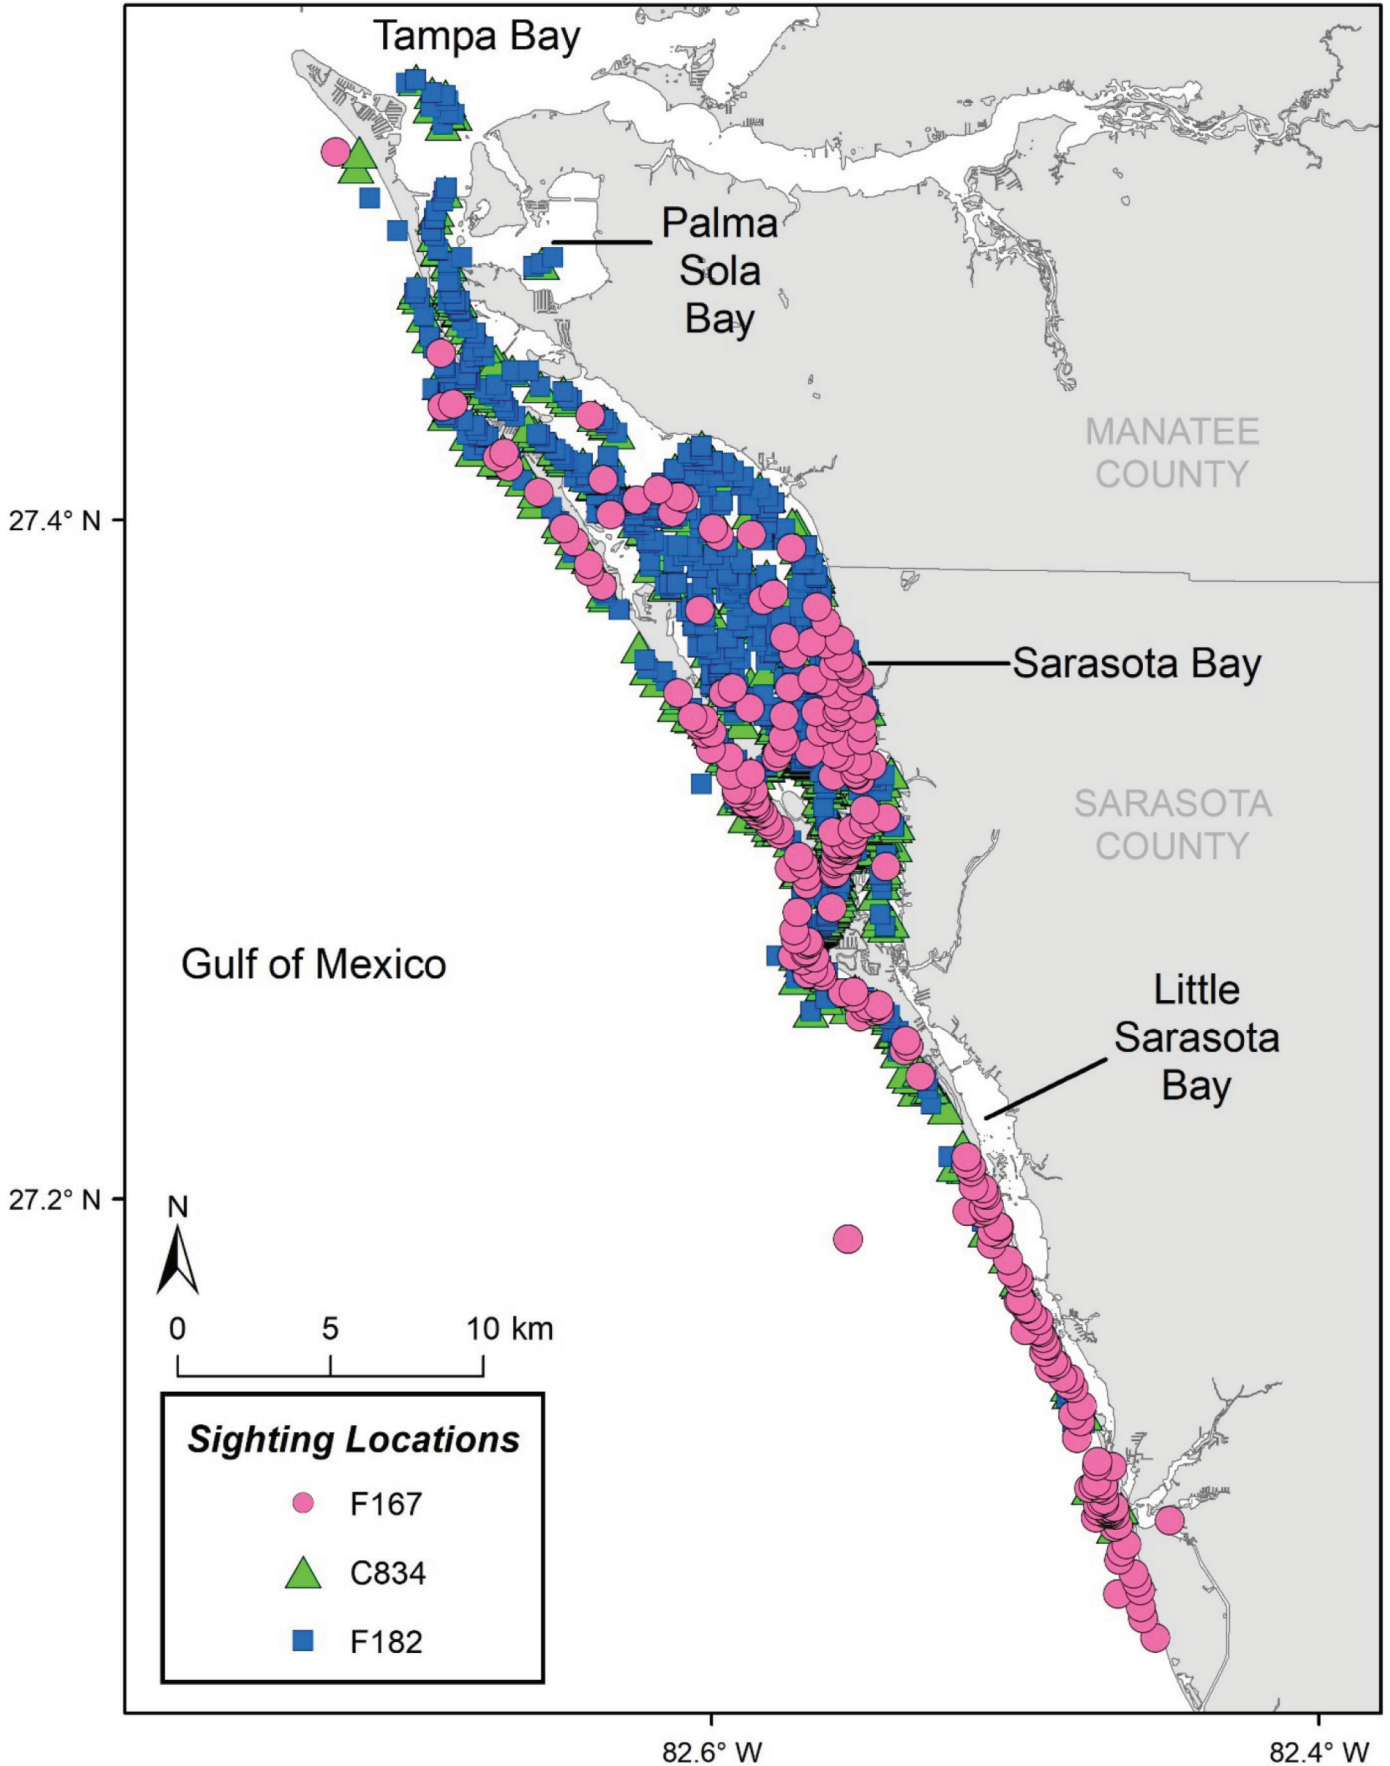 Tampa Bay
Palma
Sola
Bay
MANATEE
COUNTY
27.4° N
Sarasota Bay
SARASOTA
COUNTY
Gulf of Mexico
Little
Sarasota
Bay
27.2° N
N
0 5 10 km
Sighting Locations
F167
C834
F182
82.6° W 82.4° W